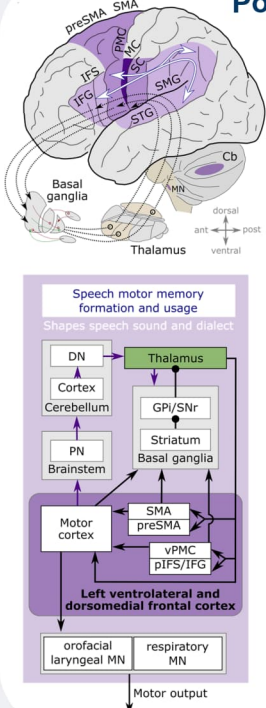 Po
preSMA SMA
PMC
MC
SC
IFS
IFG
SMG
STG
Cb
MN
Basal
ganglia
Thalamus
dorsal
ant post
ventral
Speech motor memory
formation and usage
Shapes speech sound and dialect
DN
Thalamus
Cortex
Cerebellum
GPi/SNr
Striatum
Basal ganglia
PN
Brainstem
Motor
cortex
SMA
preSMA
vPMC
pIFS/IFG
Left ventrolateral and
dorsomedial frontal cortex
orofacial
laryngeal MN
respiratory
MN
Motor output